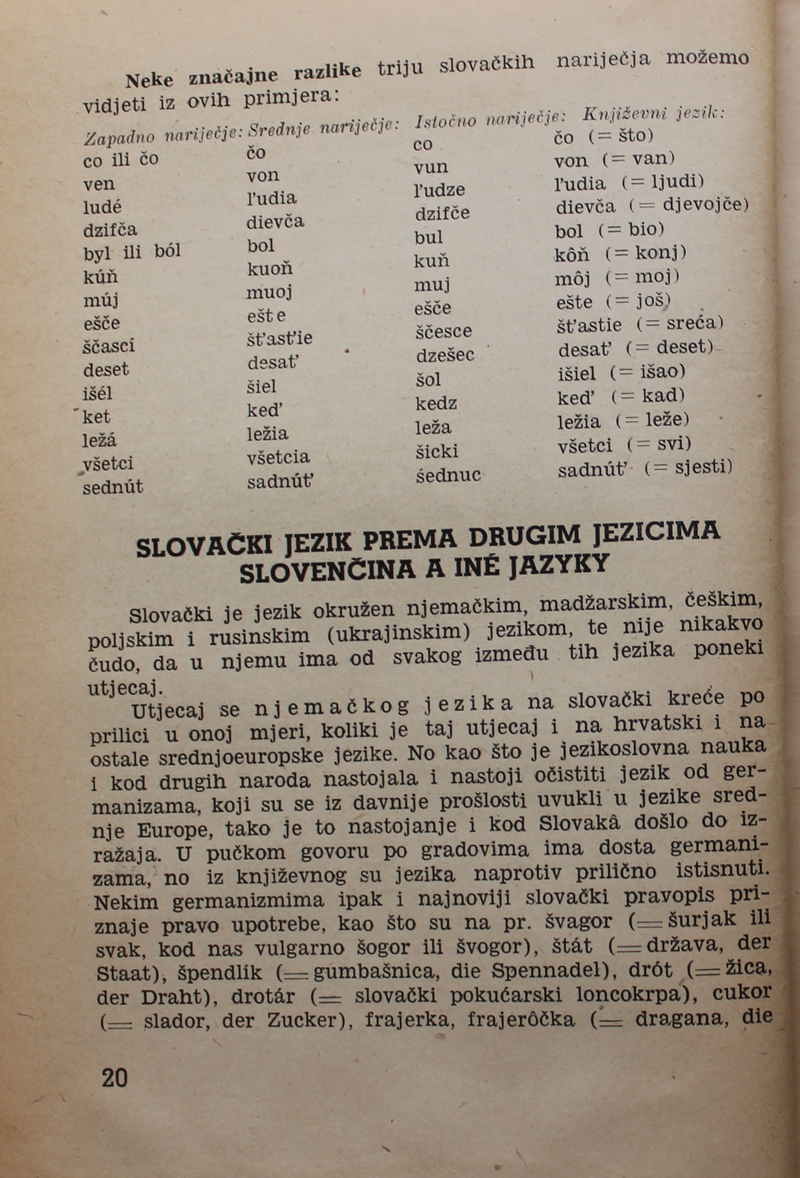 Neke značajne razlike triju slovačkih nariječja možemo
vidjeti iz ovih primjera:
Zapadno nariječje: Srednje nariječje: Istočno nariječje: Književni jezik:
co ili čo čo co čo (= što)
ven von vun von (= van)
ludé ľudia ľudze ľudia (= ljudi)
dzifča dievča dzifče dievča (= djevojče)
byl ili ból bol bul bol (= bio)
kúň kuoň kuň kôň (= konj)
múj muoj muj môj (= moj)
ešče ešte ešče ešte (= još)
ščascí šťasťie ščesce šťastie (= sreća)
deset desať dzešec desať (= deset)
išél šiel šol išiel (= išao)
ket keď kedz keď (= kad)
ležá ležia leža ležia (= leže)
všetci všetcia šicki všetci (= svi)
sednút sadnúť śednuc sadnúť (= sjesti)
SLOVAČKI JEZIK PREMA DRUGIM JEZICIMA
SLOVENČINA A INÉ JAZYKY
Slovački je jezik okružen njemačkim, madžarskim, češkim,
poljskim i rusinskim (ukrajinskim) jezikom, te nije nikakvo
čudo, da u njemu ima od svakog između tih jezika poneki
utjecaj.
Utjecaj se njemačkog jezika na slovački kreće po
prilici u onoj mjeri, koliki je taj utjecaj i na hrvatski i na
ostale srednjoeuropske jezike. No kao što je jezikoslovna nauka
i kod drugih naroda nastojala i nastoji očistiti jezik od ger-
manizama, koji su se iz davnije prošlosti uvukli u jezike sred-
nje Europe, tako je to nastojanje i kod Slovakâ došlo do iz-
ražaja. U pučkom govoru po gradovima ima dosta germani-
zama, no iz književnog su jezika naprotiv prilično istisnuti.
Nekim germanizmima ipak i najnoviji slovački pravopis pri-
znaje pravo upotrebe, kao što su na pr. švagor (= šurjak ili
svak, kod nas vulgarno šogor ili švogor), štát (= država, der
Staat), špendlík (= gumbašnica, die Spennadel), drót (= žica,
der Draht), drotár (= slovački pokućarski loncokrpa), cukor
(= slador, der Zucker), frajerka, frajerôčka (= dragana, die
20